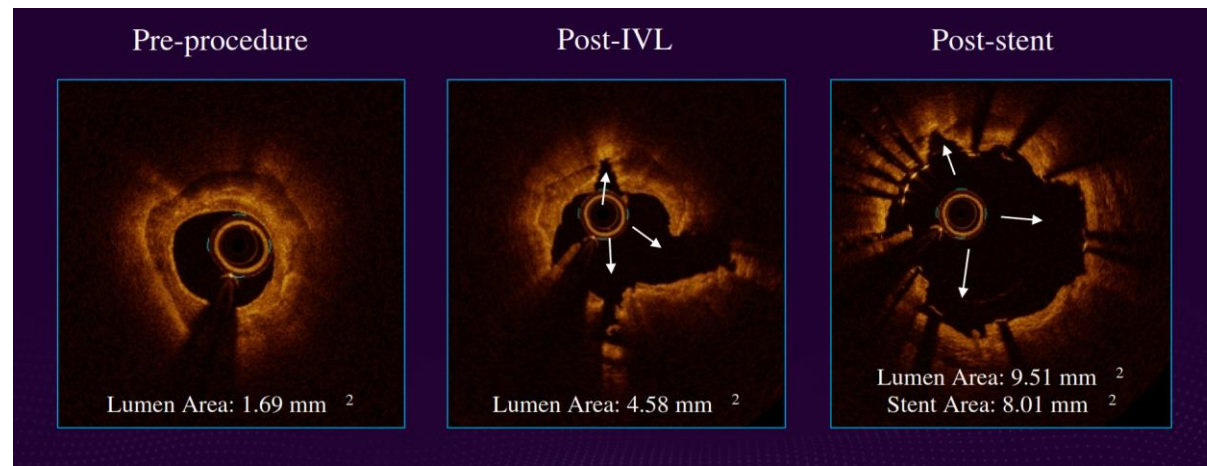 Pre-procedure
Post-IVL
Post-stent
Lumen Area: 1.69 mm 2
Lumen Area: 4.58 mm 2
Lumen Area: 9.51 mm 2
Stent Area: 8.01 mm 2